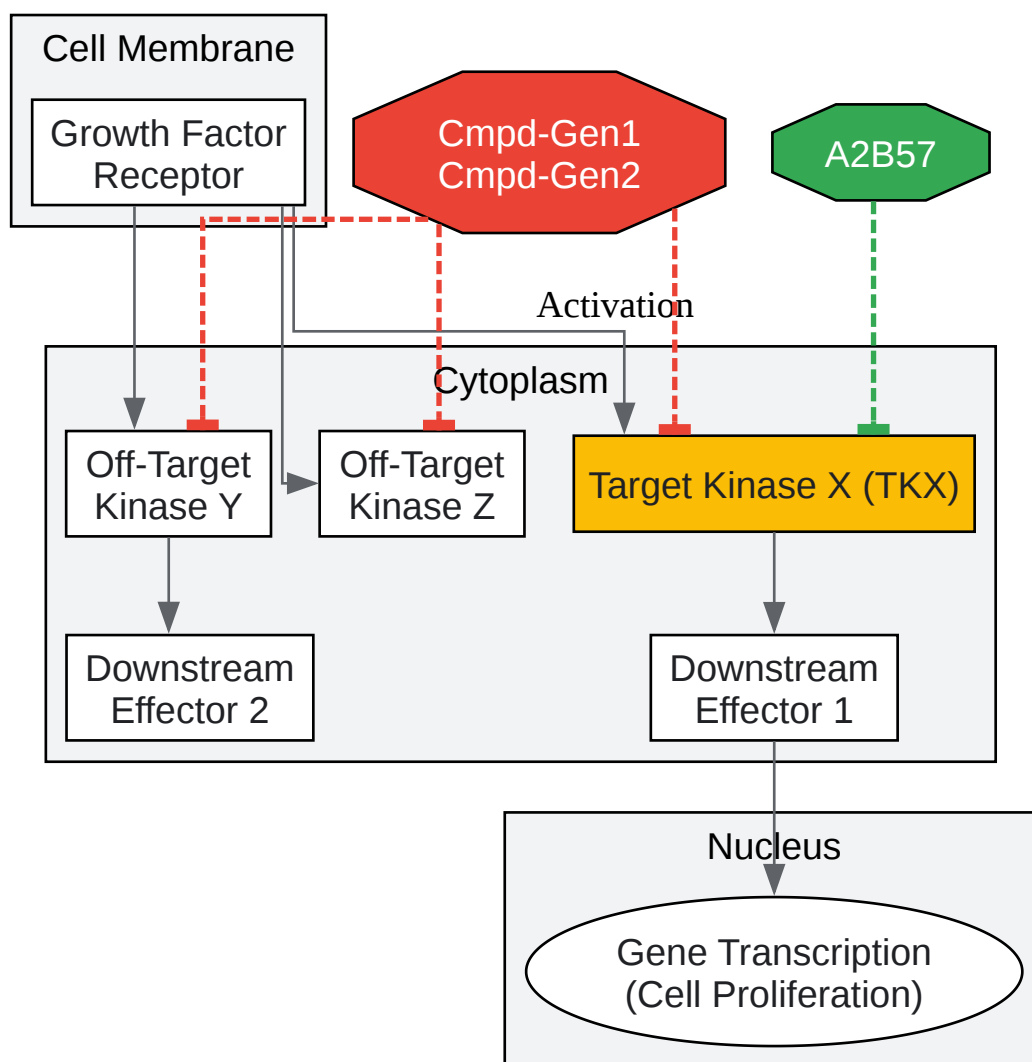 Cell Membrane
Growth Factor
Receptor
Cmpd-Gen1
Cmpd-Gen2
A2B57
Activation
Cytoplasm
Off-Target
Kinase Y
Off-Target
Kinase Z
Target Kinase X (TKX)
Downstream
Effector 2
Downstream
Effector 1
Nucleus
Gene Transcription
(Cell Proliferation)